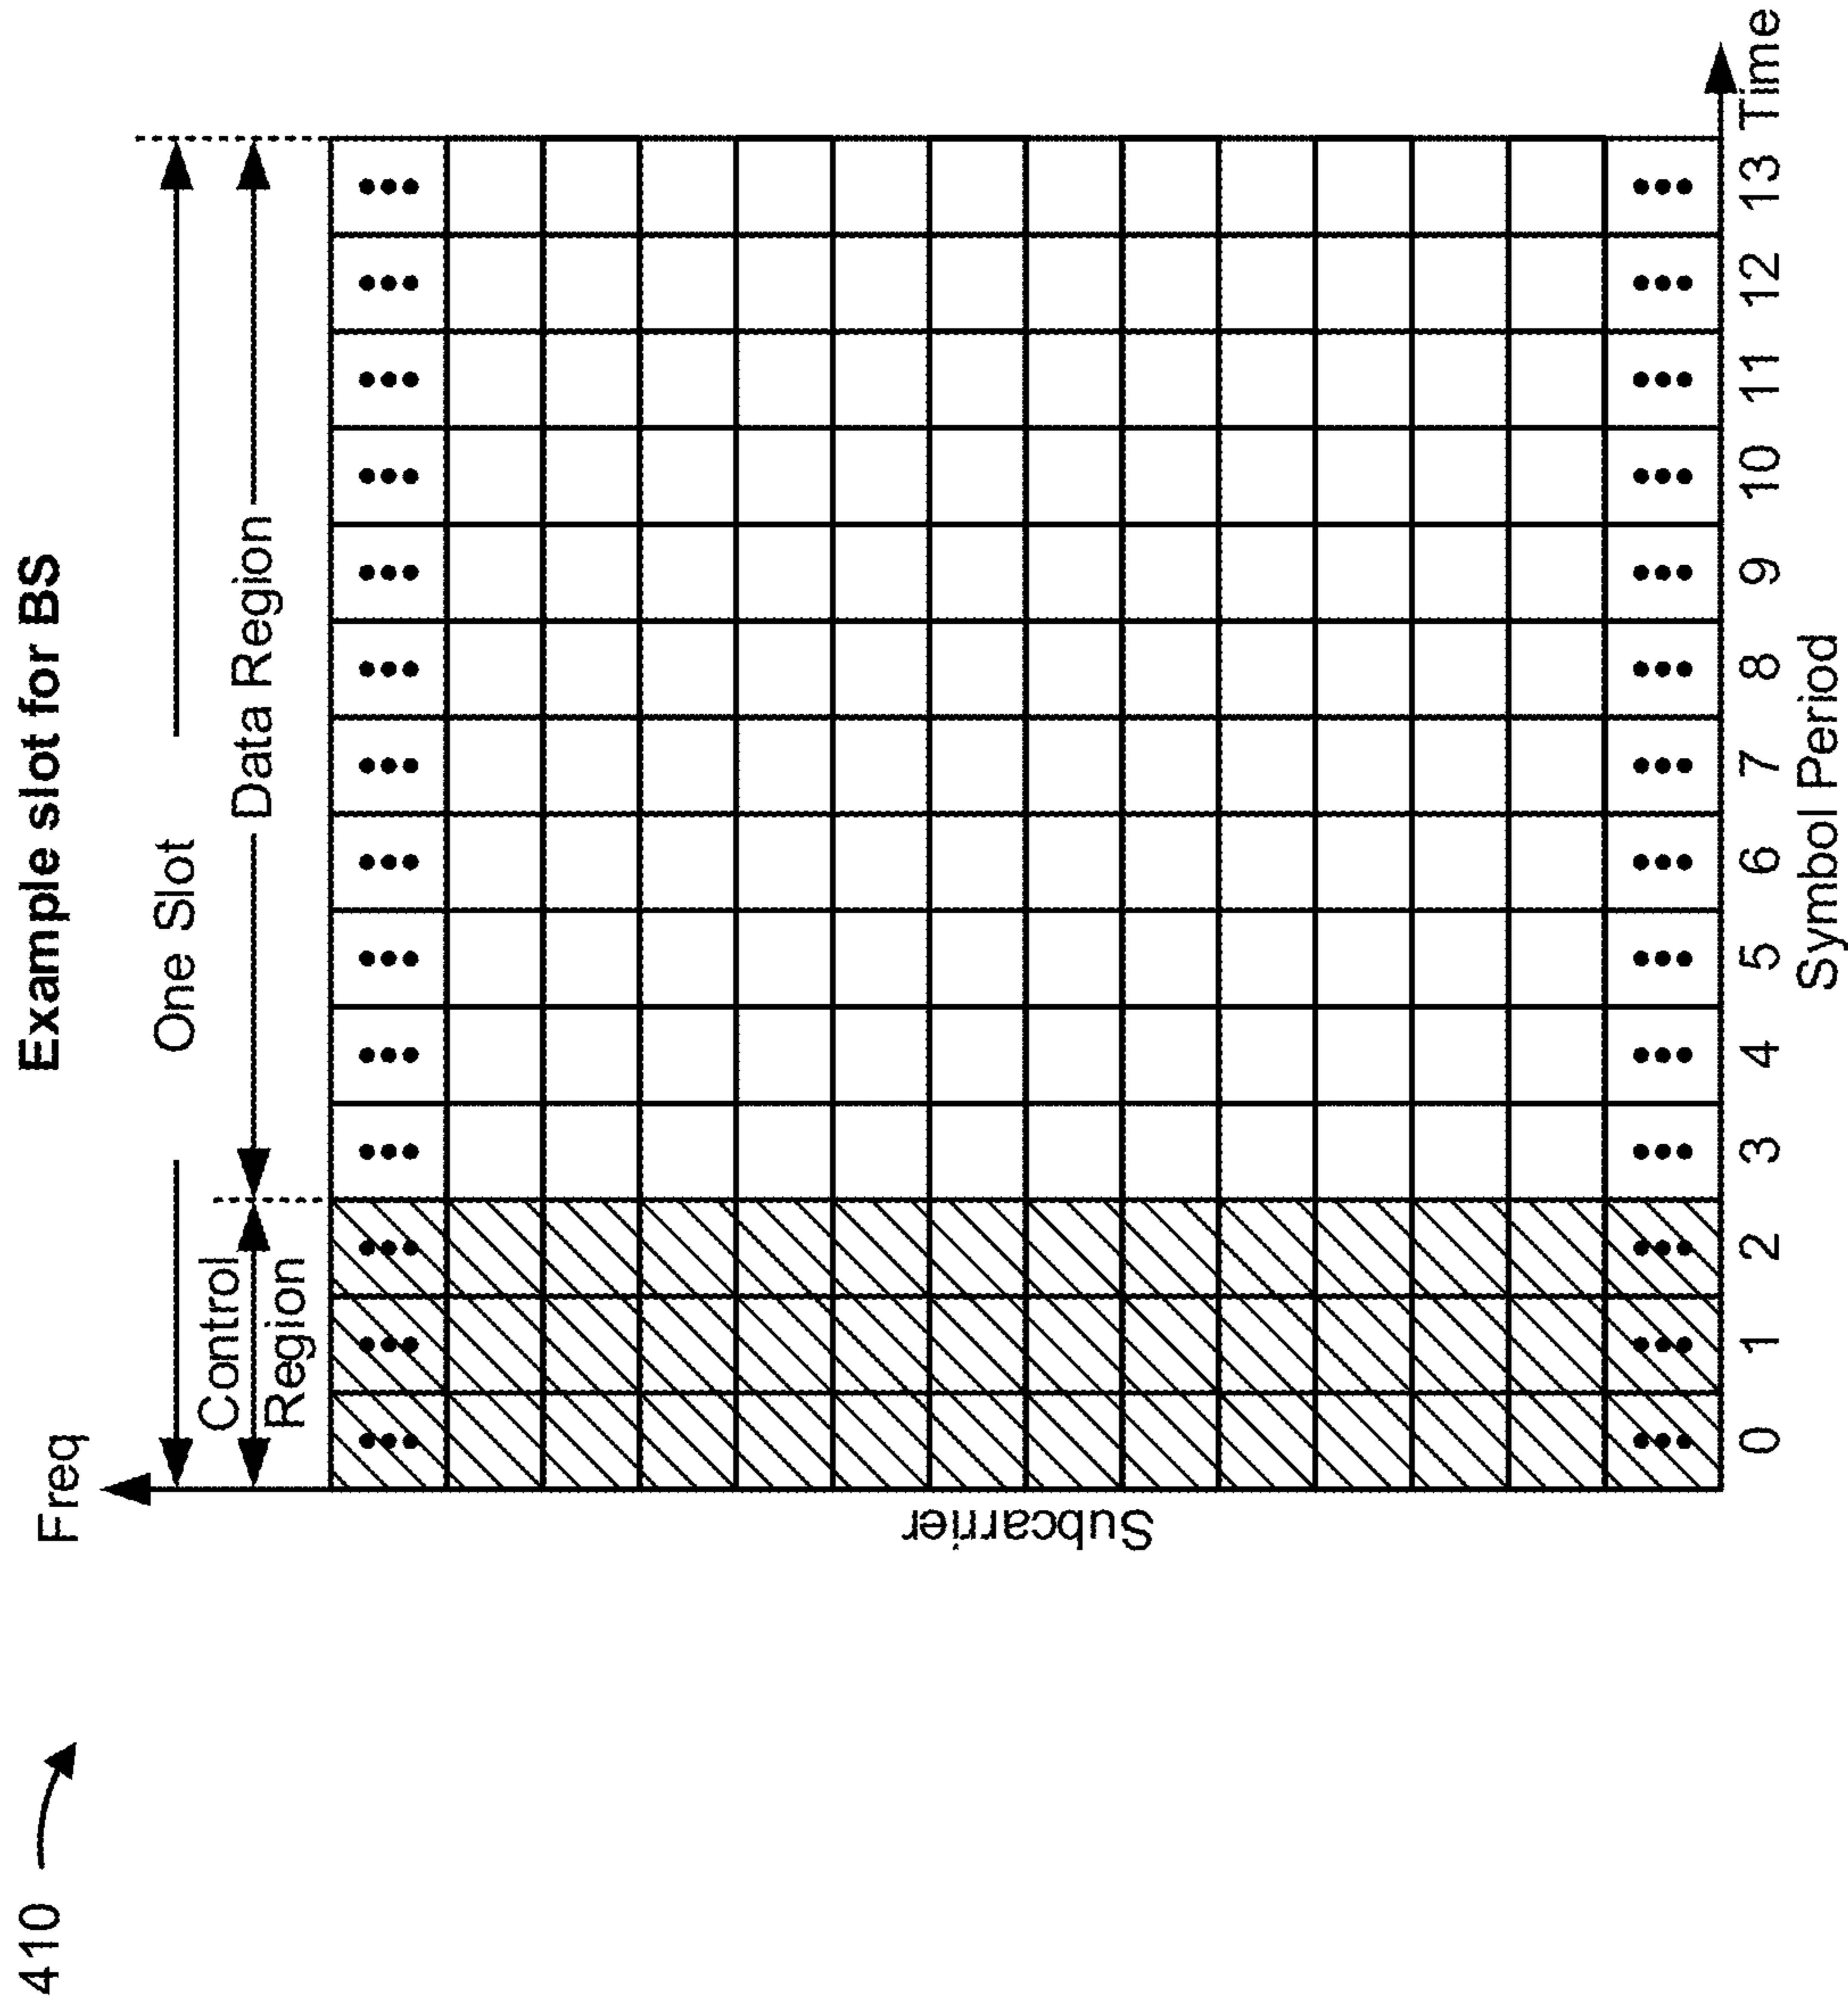 410
Example slot for BS
Freq
One Slot
Control
Region
Data Region
Subcarrier
0 1 2 3 4 5 6 7 8 9 10 11 12 13 Time
Symbol Period